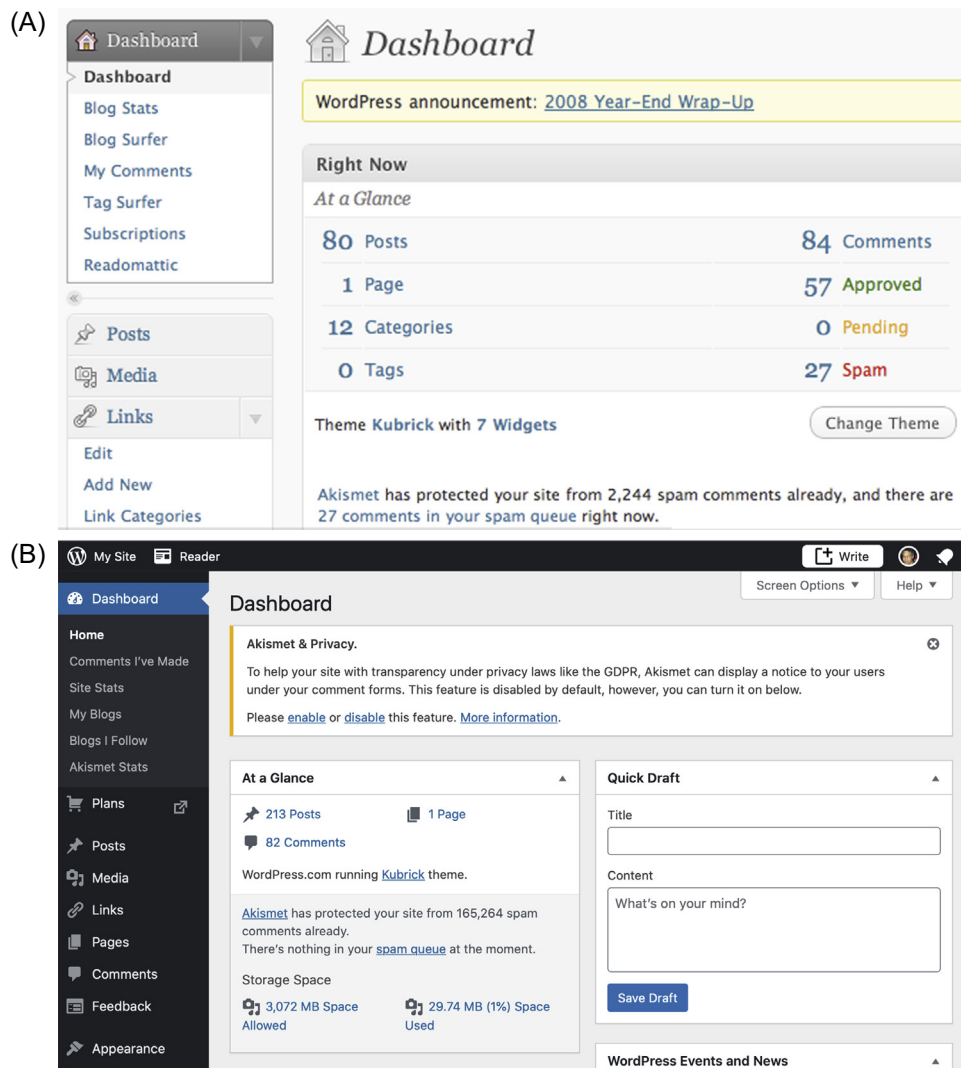 (A)
Dashboard
Dashboard
Blog Stats
Blog Surfer
My Comments
Tag Surfer
Subscriptions
Readomattic
Posts
Media
Links
Edit
Add New
Link Categories
Dashboard
WordPress announcement: 2008 Year-End Wrap-Up
Right Now
At a Glance
80 Posts
84 Comments
1 Page
57 Approved
12 Categories
0 Pending
0 Tags
27 Spam
Theme Kubrick with 7 Widgets
Change Theme
Akismet has protected your site from 2,244 spam comments already, and there are
27 comments in your spam queue right now.
(B)
My Site
Reader
Write
Dashboard
Home
Comments I've Made
Site Stats
My Blogs
Blogs I Follow
Akismet Stats
Plans
Posts
Media
Links
Pages
Comments
Feedback
Appearance
Screen Options
Help
Dashboard
Akismet & Privacy.
To help your site with transparency under privacy laws like the GDPR, Akismet can display a notice to your users
under your comment forms. This feature is disabled by default, however, you can turn it on below.
Please enable or disable this feature. More information.
At a Glance
213 Posts
1 Page
82 Comments
WordPress.com running Kubrick theme.
Akismet has protected your site from 165,264 spam
comments already.
There's nothing in your spam queue at the moment.
Storage Space
3,072 MB Space
Allowed
29.74 MB (1%) Space
Used
Quick Draft
Title
Content
What's on your mind?
Save Draft
WordPress Events and News